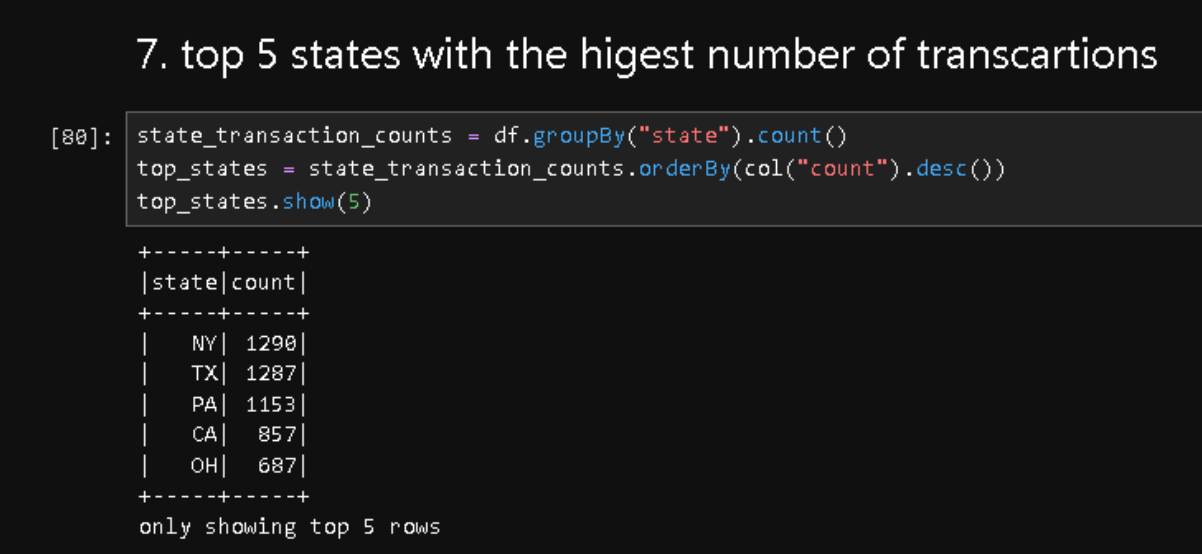 7. top 5 states with the higest number of transcartions
[80]:
state_transaction_counts = df.groupBy("state").count()
top_states = state_transaction_counts.orderBy(col("count").desc())
top_states.show(5)
+-----+-----+
|state|count|
+-----+-----+
|   NY| 1290|
|   TX| 1287|
|   PA| 1153|
|   CA|  857|
|   OH|  687|
+-----+-----+
only showing top 5 rows